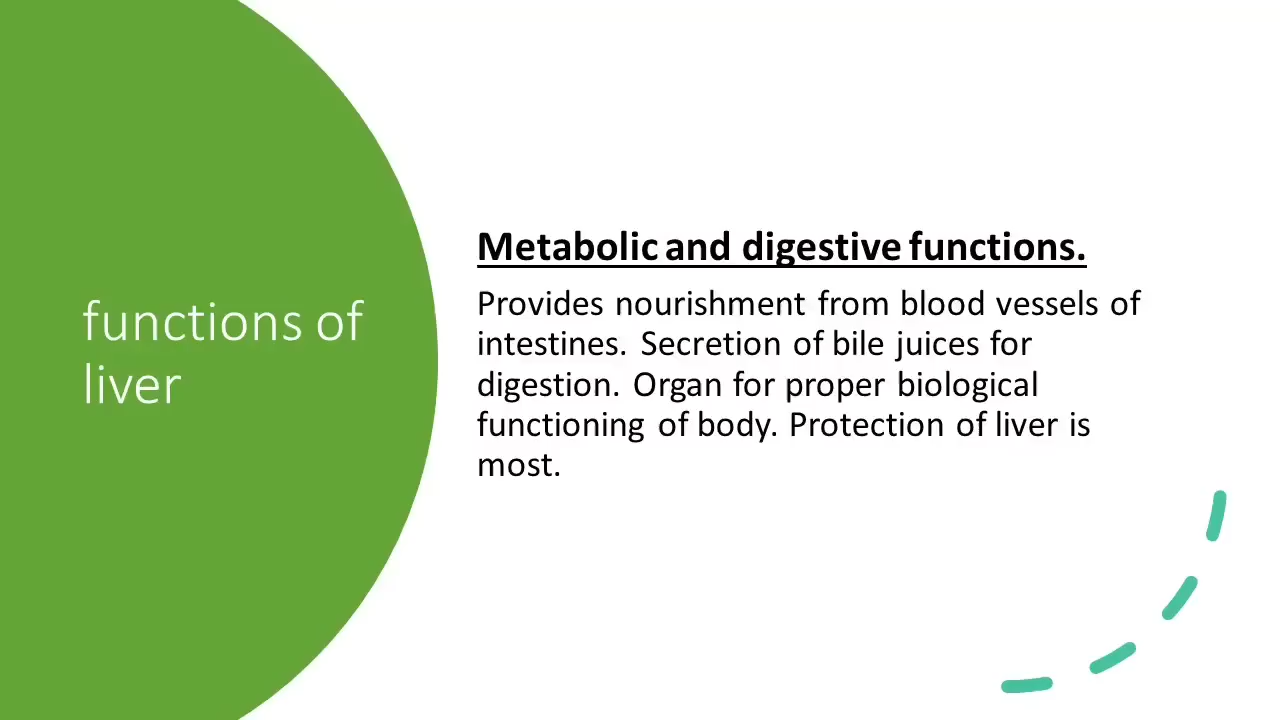 functions of
liver
Metabolic and digestive functions.
Provides nourishment from blood vessels of
intestines. Secretion of bile juices for
digestion. Organ for proper biological
functioning of body. Protection of liver is
most.